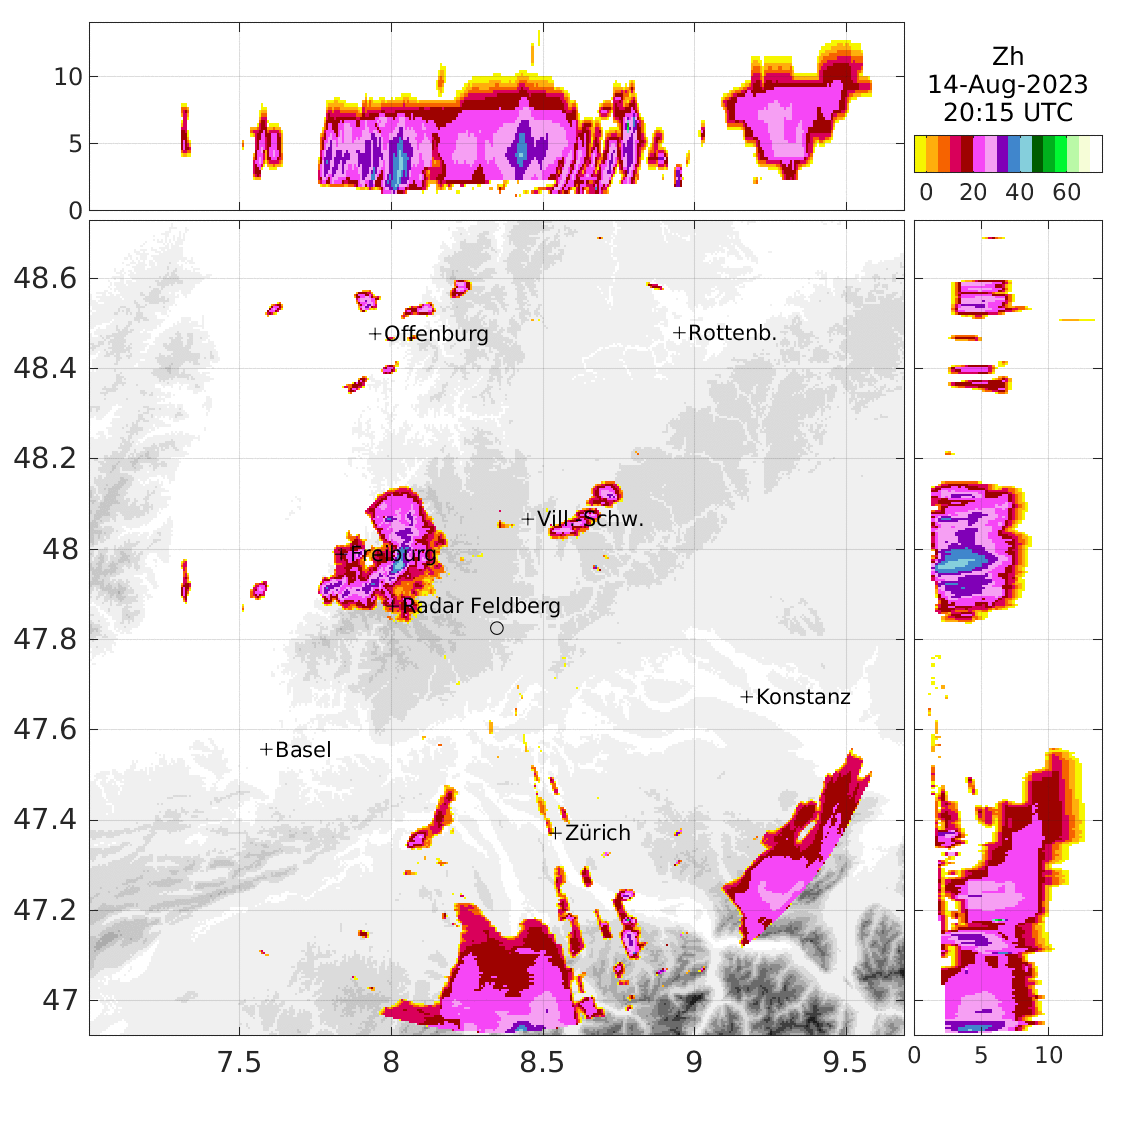 Zh
14-Aug-2023
20:15 UTC
0 20 40 60
10
5
0
48.6
48.4
48.2
48
47.8
47.6
47.4
47.2
47
+Offenburg
+Rottenb.
+Vill.-Schw.
+Freiburg
+Radar Feldberg
+Konstanz
+Basel
+Zürich
7.5 8 8.5 9 9.5
0 5 10